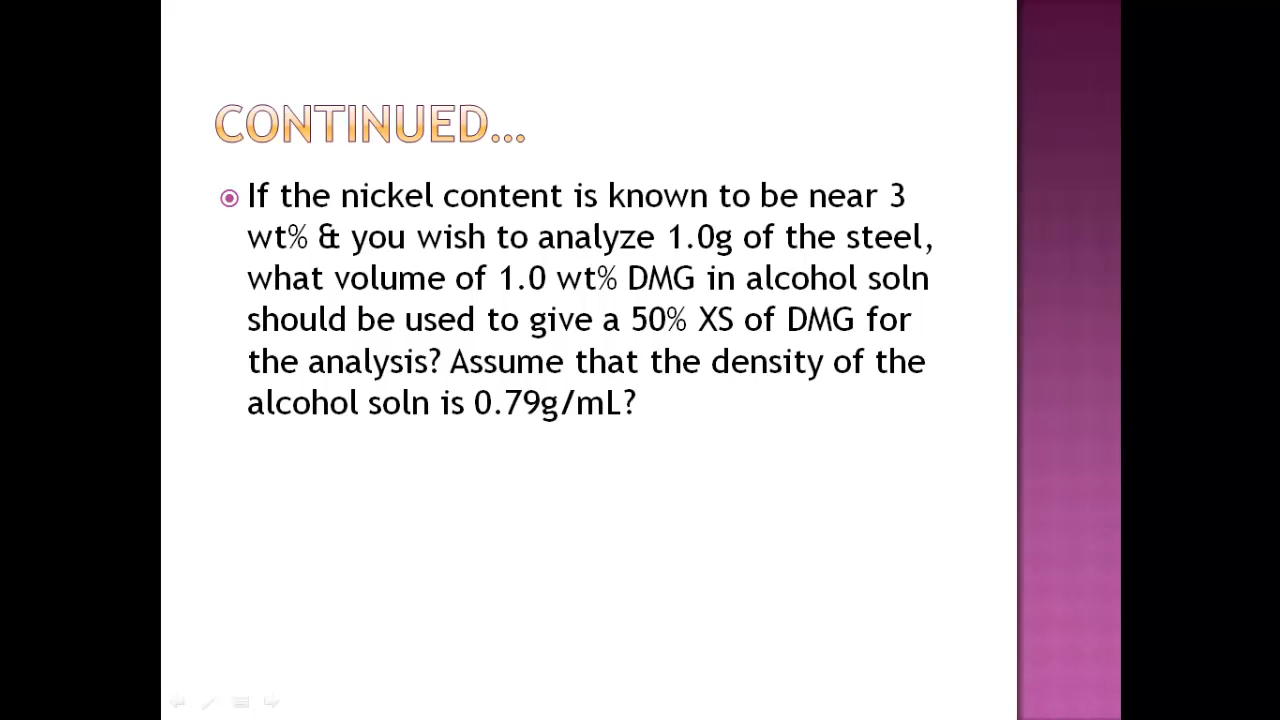 CONTINUED…
If the nickel content is known to be near 3
wt% & you wish to analyze 1.0g of the steel,
what volume of 1.0 wt% DMG in alcohol soln
should be used to give a 50% XS of DMG for
the analysis? Assume that the density of the
alcohol soln is 0.79g/mL?